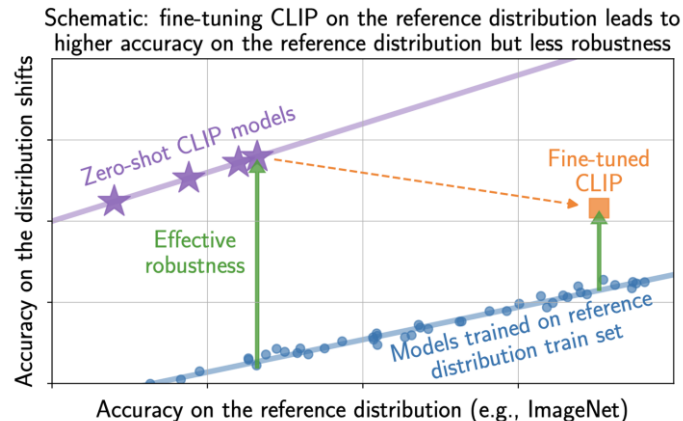 Schematic: fine-tuning CLIP on the reference distribution leads to
higher accuracy on the reference distribution but less robustness
Accuracy on the distribution shifts
Zero-shot CLIP models
Fine-tuned
CLIP
Effective
robustness
Models trained on reference
distribution train set
Accuracy on the reference distribution (e.g., ImageNet)